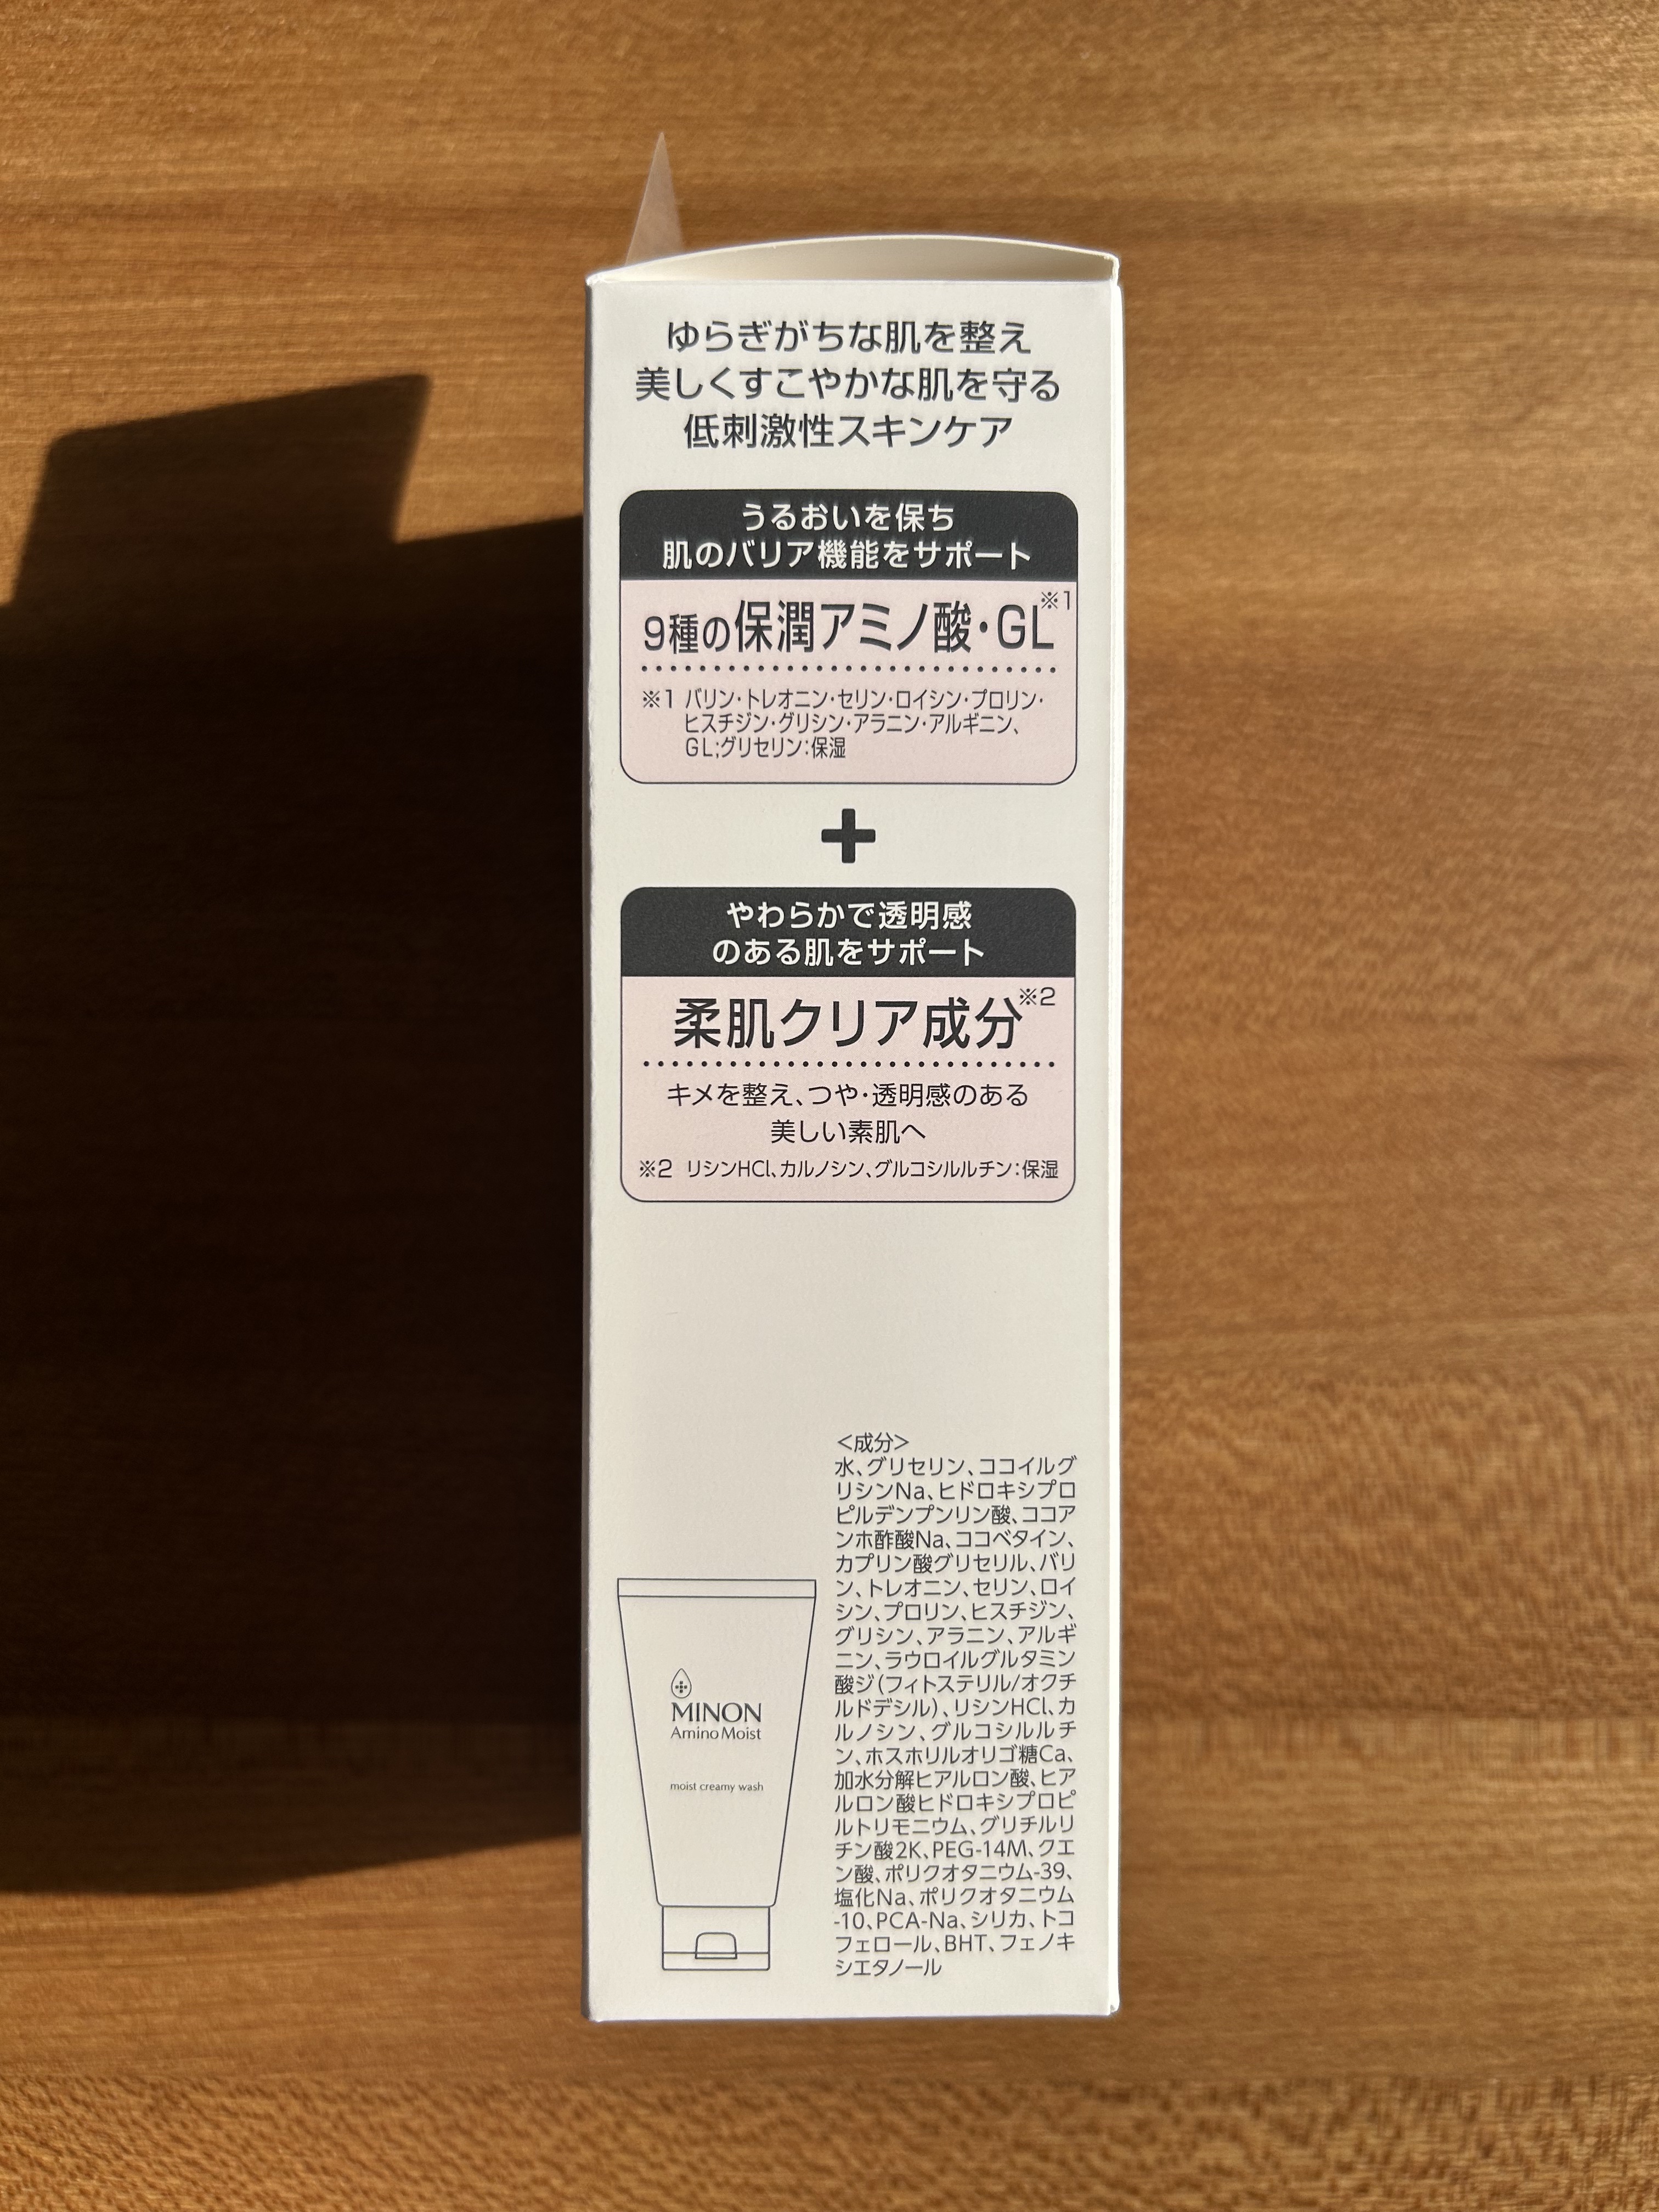 ゆらぎがちな肌を整え
美しくすこやかな肌を守る
低刺激性スキンケア
うるおいを保ち
肌のバリア機能をサポート
9種の保潤アミノ酸・GL※1
※1 バリン・トレオニン・セリン・ロイシン・プロリン・
ヒスチジン・グリシン・アラニン・アルギニン、
GL;グリセリン:保湿
+
やわらかで透明感
のある肌をサポート
柔肌クリア成分※2
キメを整え、つや・透明感のある
美しい素肌へ
※2 リシンHCl、カルノシン、グルコシルルチン:保湿
<成分>
水、グリセリン、ココイルグ
リシンNa、ヒドロキシプロ
ピルデンプンリン酸、ココア
ンホ酢酸Na、ココベタイン、
カプリン酸グリセリル、バリ
ン、トレオニン、セリン、ロイ
シン、プロリン、ヒスチジン、
グリシン、アラニン、アルギ
ニン、ラウロイルグルタミン
酸ジ(フィトステリル/オクチ
ルドデシル)、リシンHCl、カ
ルノシン、グルコシルルチ
ン、ホスホリルオリゴ糖Ca、
加水分解ヒアルロン酸、ヒア
ルロン酸ヒドロキシプロピ
ルトリモニウム、グリチルリ
チン酸2K、PEG-14M、クエ
ン酸、ポリクオタニウム-39、
塩化Na、ポリクオタニウム
-10、PCA-Na、シリカ、トコ
フェロール、BHT、フェノキ
シエタノール
MINON
Amino Moist
moist creamy wash